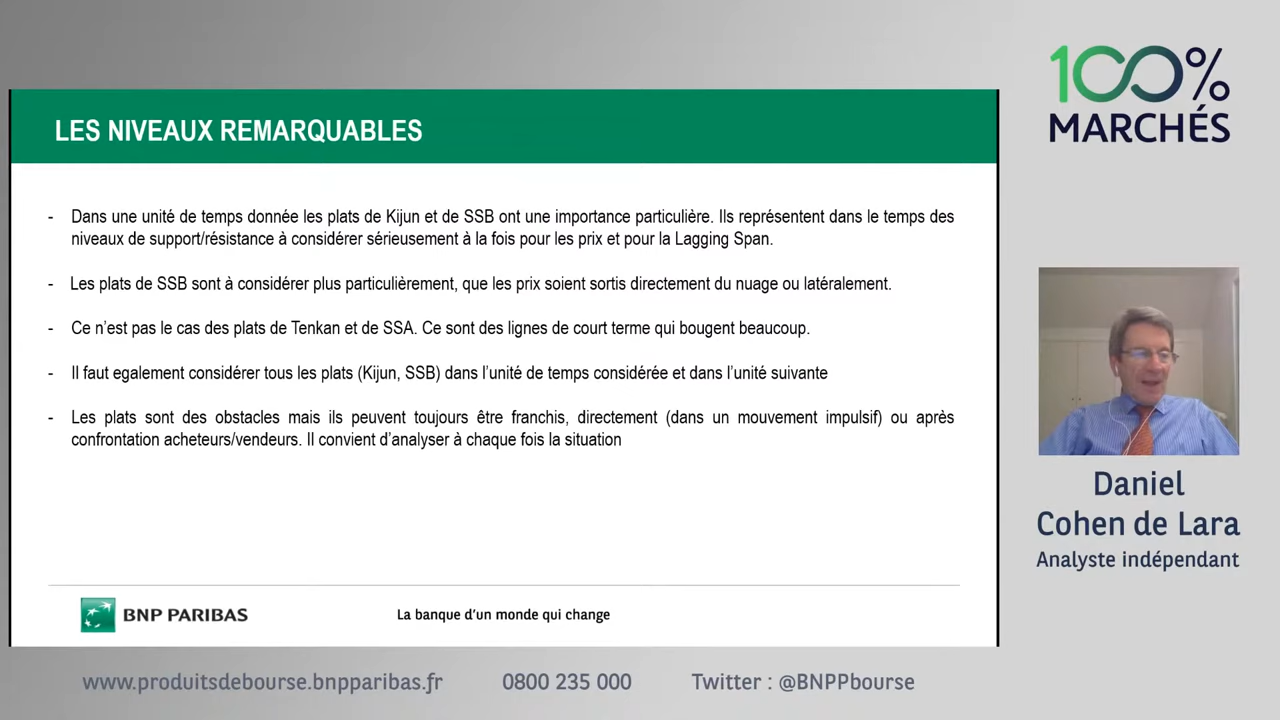 LES NIVEAUX REMARQUABLES
- Dans une unité de temps donnée les plats de Kijun et de SSB ont une importance particulière. Ils représentent dans le temps des
niveaux de support/résistance à considérer sérieusement à la fois pour les prix et pour la Lagging Span.
- Les plats de SSB sont à considérer plus particulièrement, que les prix soient sortis directement du nuage ou latéralement.
- Ce n’est pas le cas des plats de Tenkan et de SSA. Ce sont des lignes de court terme qui bougent beaucoup.
- Il faut egalement considérer tous les plats (Kijun, SSB) dans l’unité de temps considérée et dans l’unité suivante
- Les plats sont des obstacles mais ils peuvent toujours être franchis, directement (dans un mouvement impulsif) ou après
confrontation acheteurs/vendeurs. Il convient d’analyser à chaque fois la situation
BNP PARIBAS
La banque d’un monde qui change
100%
MARCHÉS
Daniel
Cohen de Lara
Analyste indépendant
www.produitsdebourse.bnpparibas.fr
0800 235 000
Twitter : @BNPPbourse